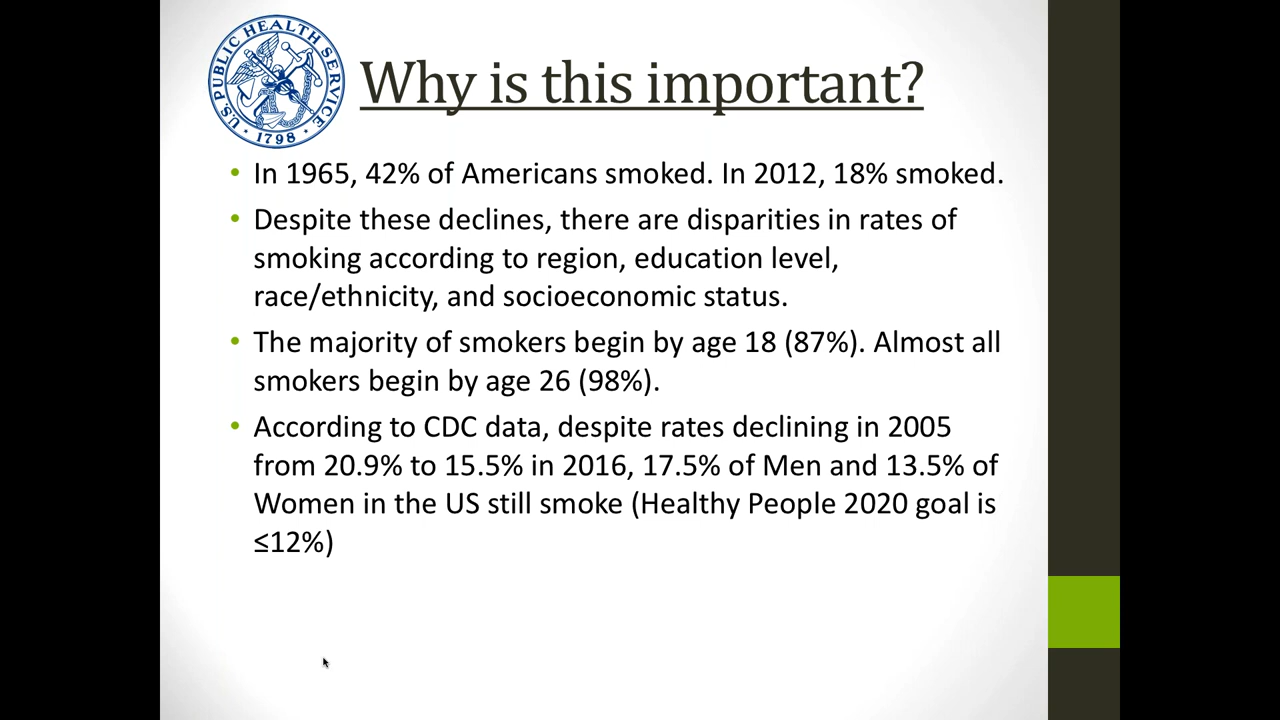 U.S. PUBLIC HEALTH SERVICE
· 1798 ·
Why is this important?
• In 1965, 42% of Americans smoked. In 2012, 18% smoked.
• Despite these declines, there are disparities in rates of
smoking according to region, education level,
race/ethnicity, and socioeconomic status.
• The majority of smokers begin by age 18 (87%). Almost all
smokers begin by age 26 (98%).
• According to CDC data, despite rates declining in 2005
from 20.9% to 15.5% in 2016, 17.5% of Men and 13.5% of
Women in the US still smoke (Healthy People 2020 goal is
≤12%)